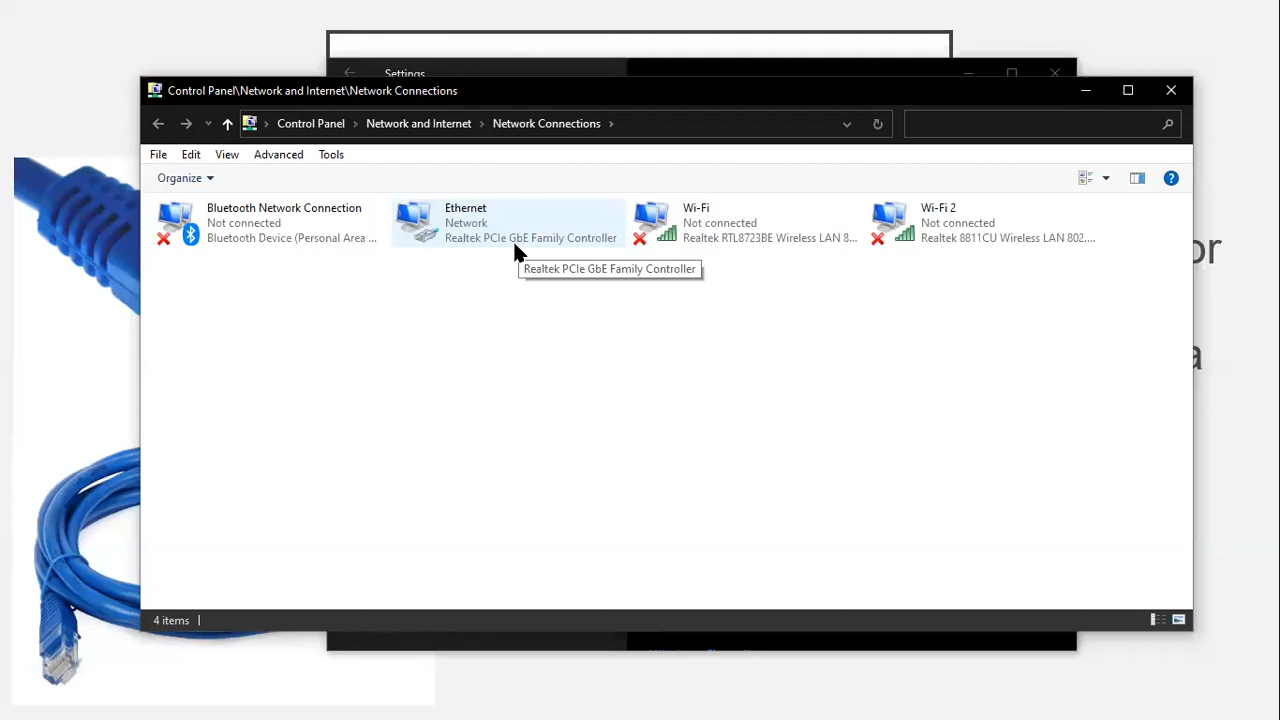 Settings
Control Panel\Network and Internet\Network Connections
Control Panel > Network and Internet > Network Connections >
File Edit View Advanced Tools
Organize
Bluetooth Network Connection
Not connected
Bluetooth Device (Personal Area ...
Ethernet
Network
Realtek PCIe GbE Family Controller
Wi-Fi
Not connected
Realtek RTL8723BE Wireless LAN 8...
Wi-Fi 2
Not connected
Realtek 8811CU Wireless LAN 802....
Realtek PCIe GbE Family Controller
or
a
4 items